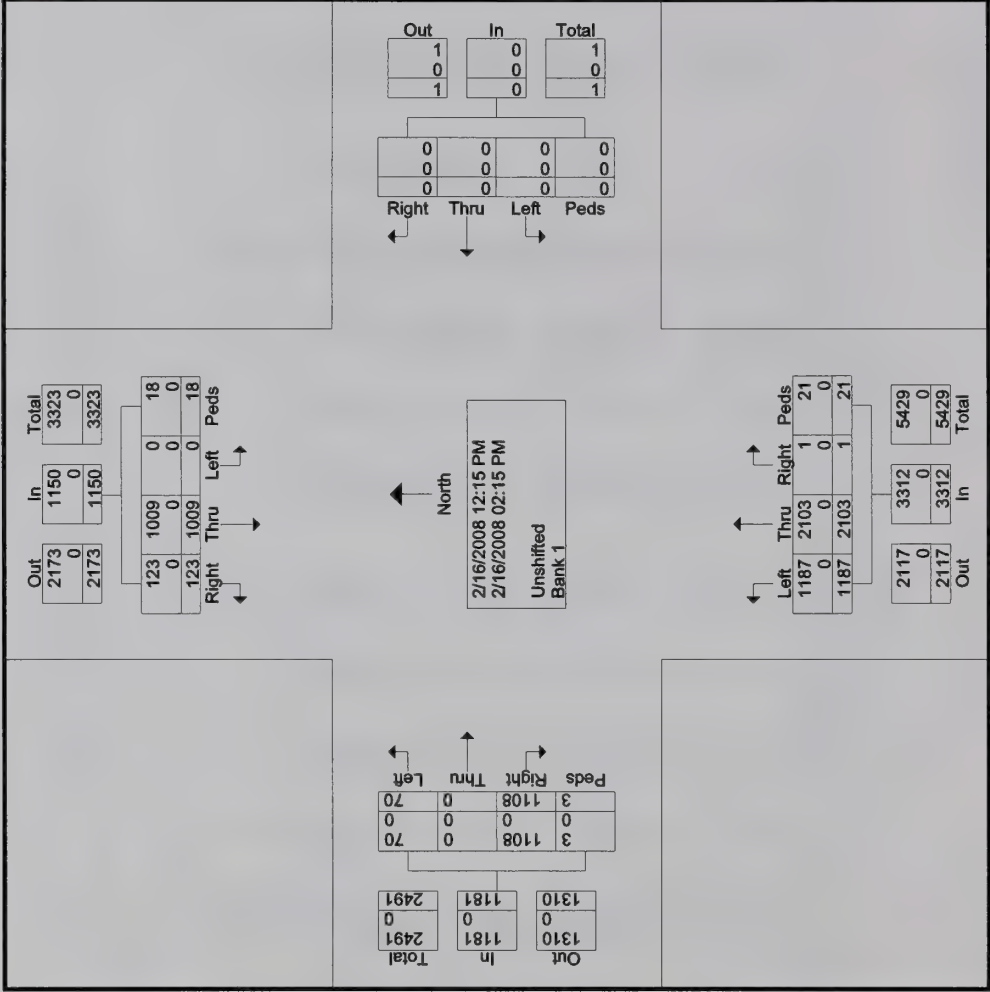 Out In Total
1 0 1
0 0 0
1 0 1
0 0 0 0
0 0 0 0
0 0 0 0
Right Thru Left Peds
Out In Total
2173 1150 3323
0 0 0
2173 1150 3323
123 1009 0 18
0 0 0 0
123 1009 0 18
Right Thru Left Peds
North
2/16/2008 12:15 PM
2/16/2008 02:15 PM
Unshifted
Bank 1
Left Thru Right Peds
1187 2103 1 21
0 0 0 0
1187 2103 1 21
2117 3312 5429
0 0 0
2117 3312 5429
Out In Total
Out In Total
1310 1181 2491
0 0 0
1310 1181 2491
3 1108 0 70
0 0 0 0
3 1108 0 70
Peds Right Thru Left